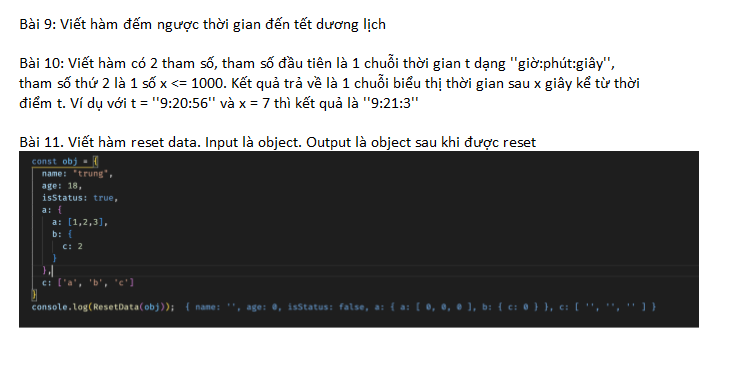 Bài 9: Viết hàm đếm ngược thời gian đến tết dương lịch
Bài 10: Viết hàm có 2 tham số, tham số đầu tiên là 1 chuỗi thời gian t dạng "giờ:phút:giây",
tham số thứ 2 là 1 số x <= 1000. Kết quả trả về là 1 chuỗi biểu thị thời gian sau x giây kể từ thời
điểm t. Ví dụ với t = "9:20:56" và x = 7 thì kết quả là "9:21:3"
Bài 11. Viết hàm reset data. Input là object. Output là object sau khi được reset
const obj = {
name: "trung",
age: 18,
isStatus: true,
a: {
a: [1,2,3],
b: {
c: 2
}
},
c: ['a', 'b', 'c']
}
console.log(ResetData(obj)); { name: '', age: 0, isStatus: false, a: { a: [ 0, 0, 0 ], b: { c: 0 } }, c: [ '', '', '' ] }